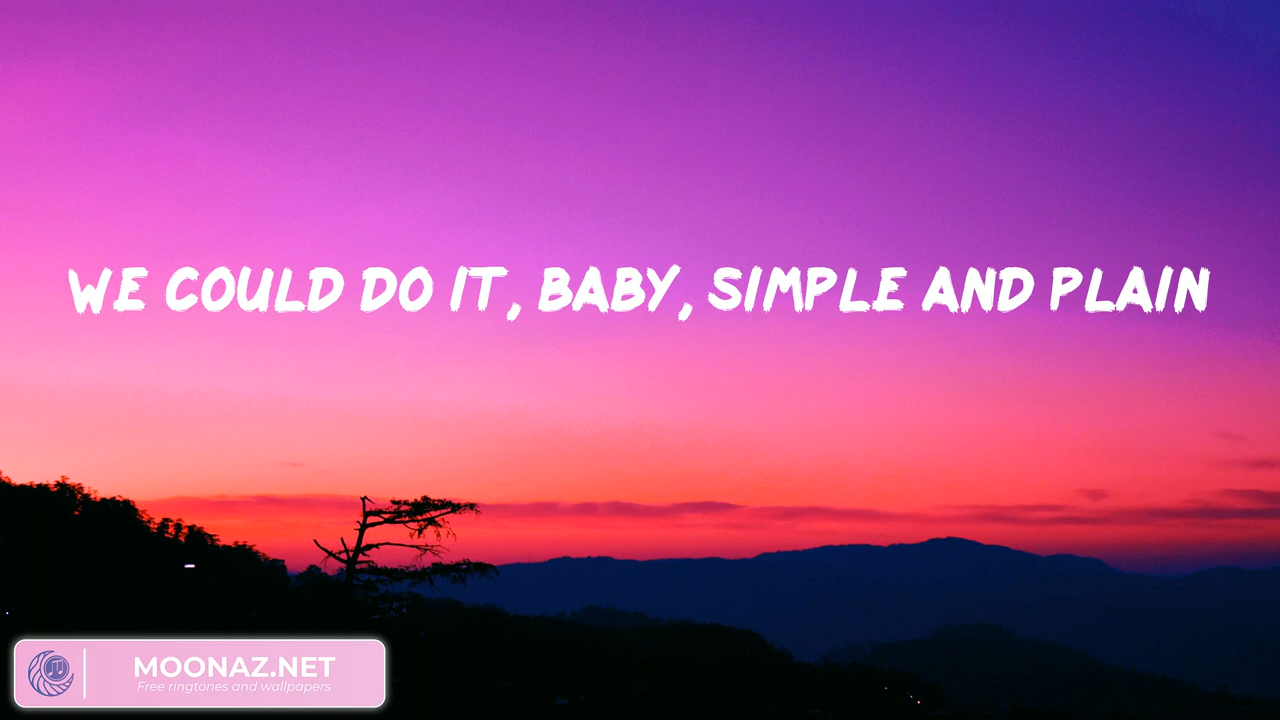 WE COULD DO IT, BABY, SIMPLE AND PLAIN
MOONAZ.NET
Free ringtones and wallpapers